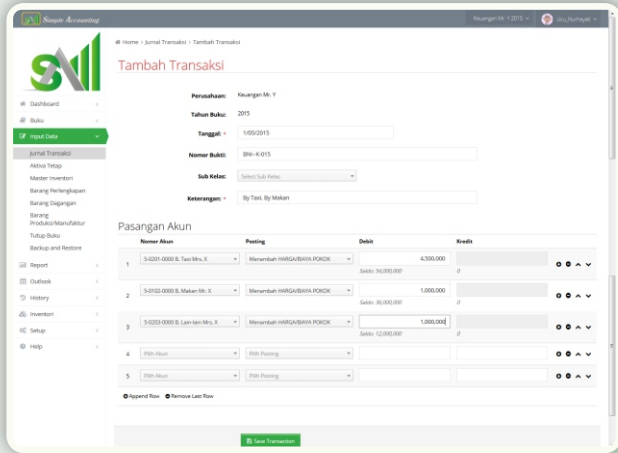 Simple Accounting
Keuangan Mr. Y 2015
Home > Jurnal Transaksi > Tambah Transaksi
Tambah Transaksi
Perusahaan: Keuangan Mr. Y
Tahun Buku: 2015
Tanggal: * 1/05/2015
Nomor Bukti: BNI--K-015
Sub Kelas: Select Sub Kelas
Keterangan: * By Taxi, By Makan
Dashboard
Buku
Input Data
Jurnal Transaksi
Aktiva Tetap
Master Inventori
Barang Perlengkapan
Barang Dagangan
Barang
Produksi/Manufaktur
Tutup Buku
Backup and Restore
Report
Outlook
History
Inventori
Setup
Help
Pasangan Akun
Nomor Akun Posting Debit Kredit
1 5-0201-0000 B. Taxi Mrs. X Menambah HARGA/BIAYA POKOK 4,500,000
Saldo: 54,000,000 0
2 5-0102-0000 B. Makan Mr. X Menambah HARGA/BIAYA POKOK 1,000,000
Saldo: 36,000,000 0
3 5-0203-0000 B. Lain-lain Mrs. X Menambah HARGA/BIAYA POKOK 1,000,000
Saldo: 12,000,000 0
4 Pilih Akun Pilih Posting
5 Pilih Akun Pilih Posting
Append Row Remove Last Row
Save Transaction